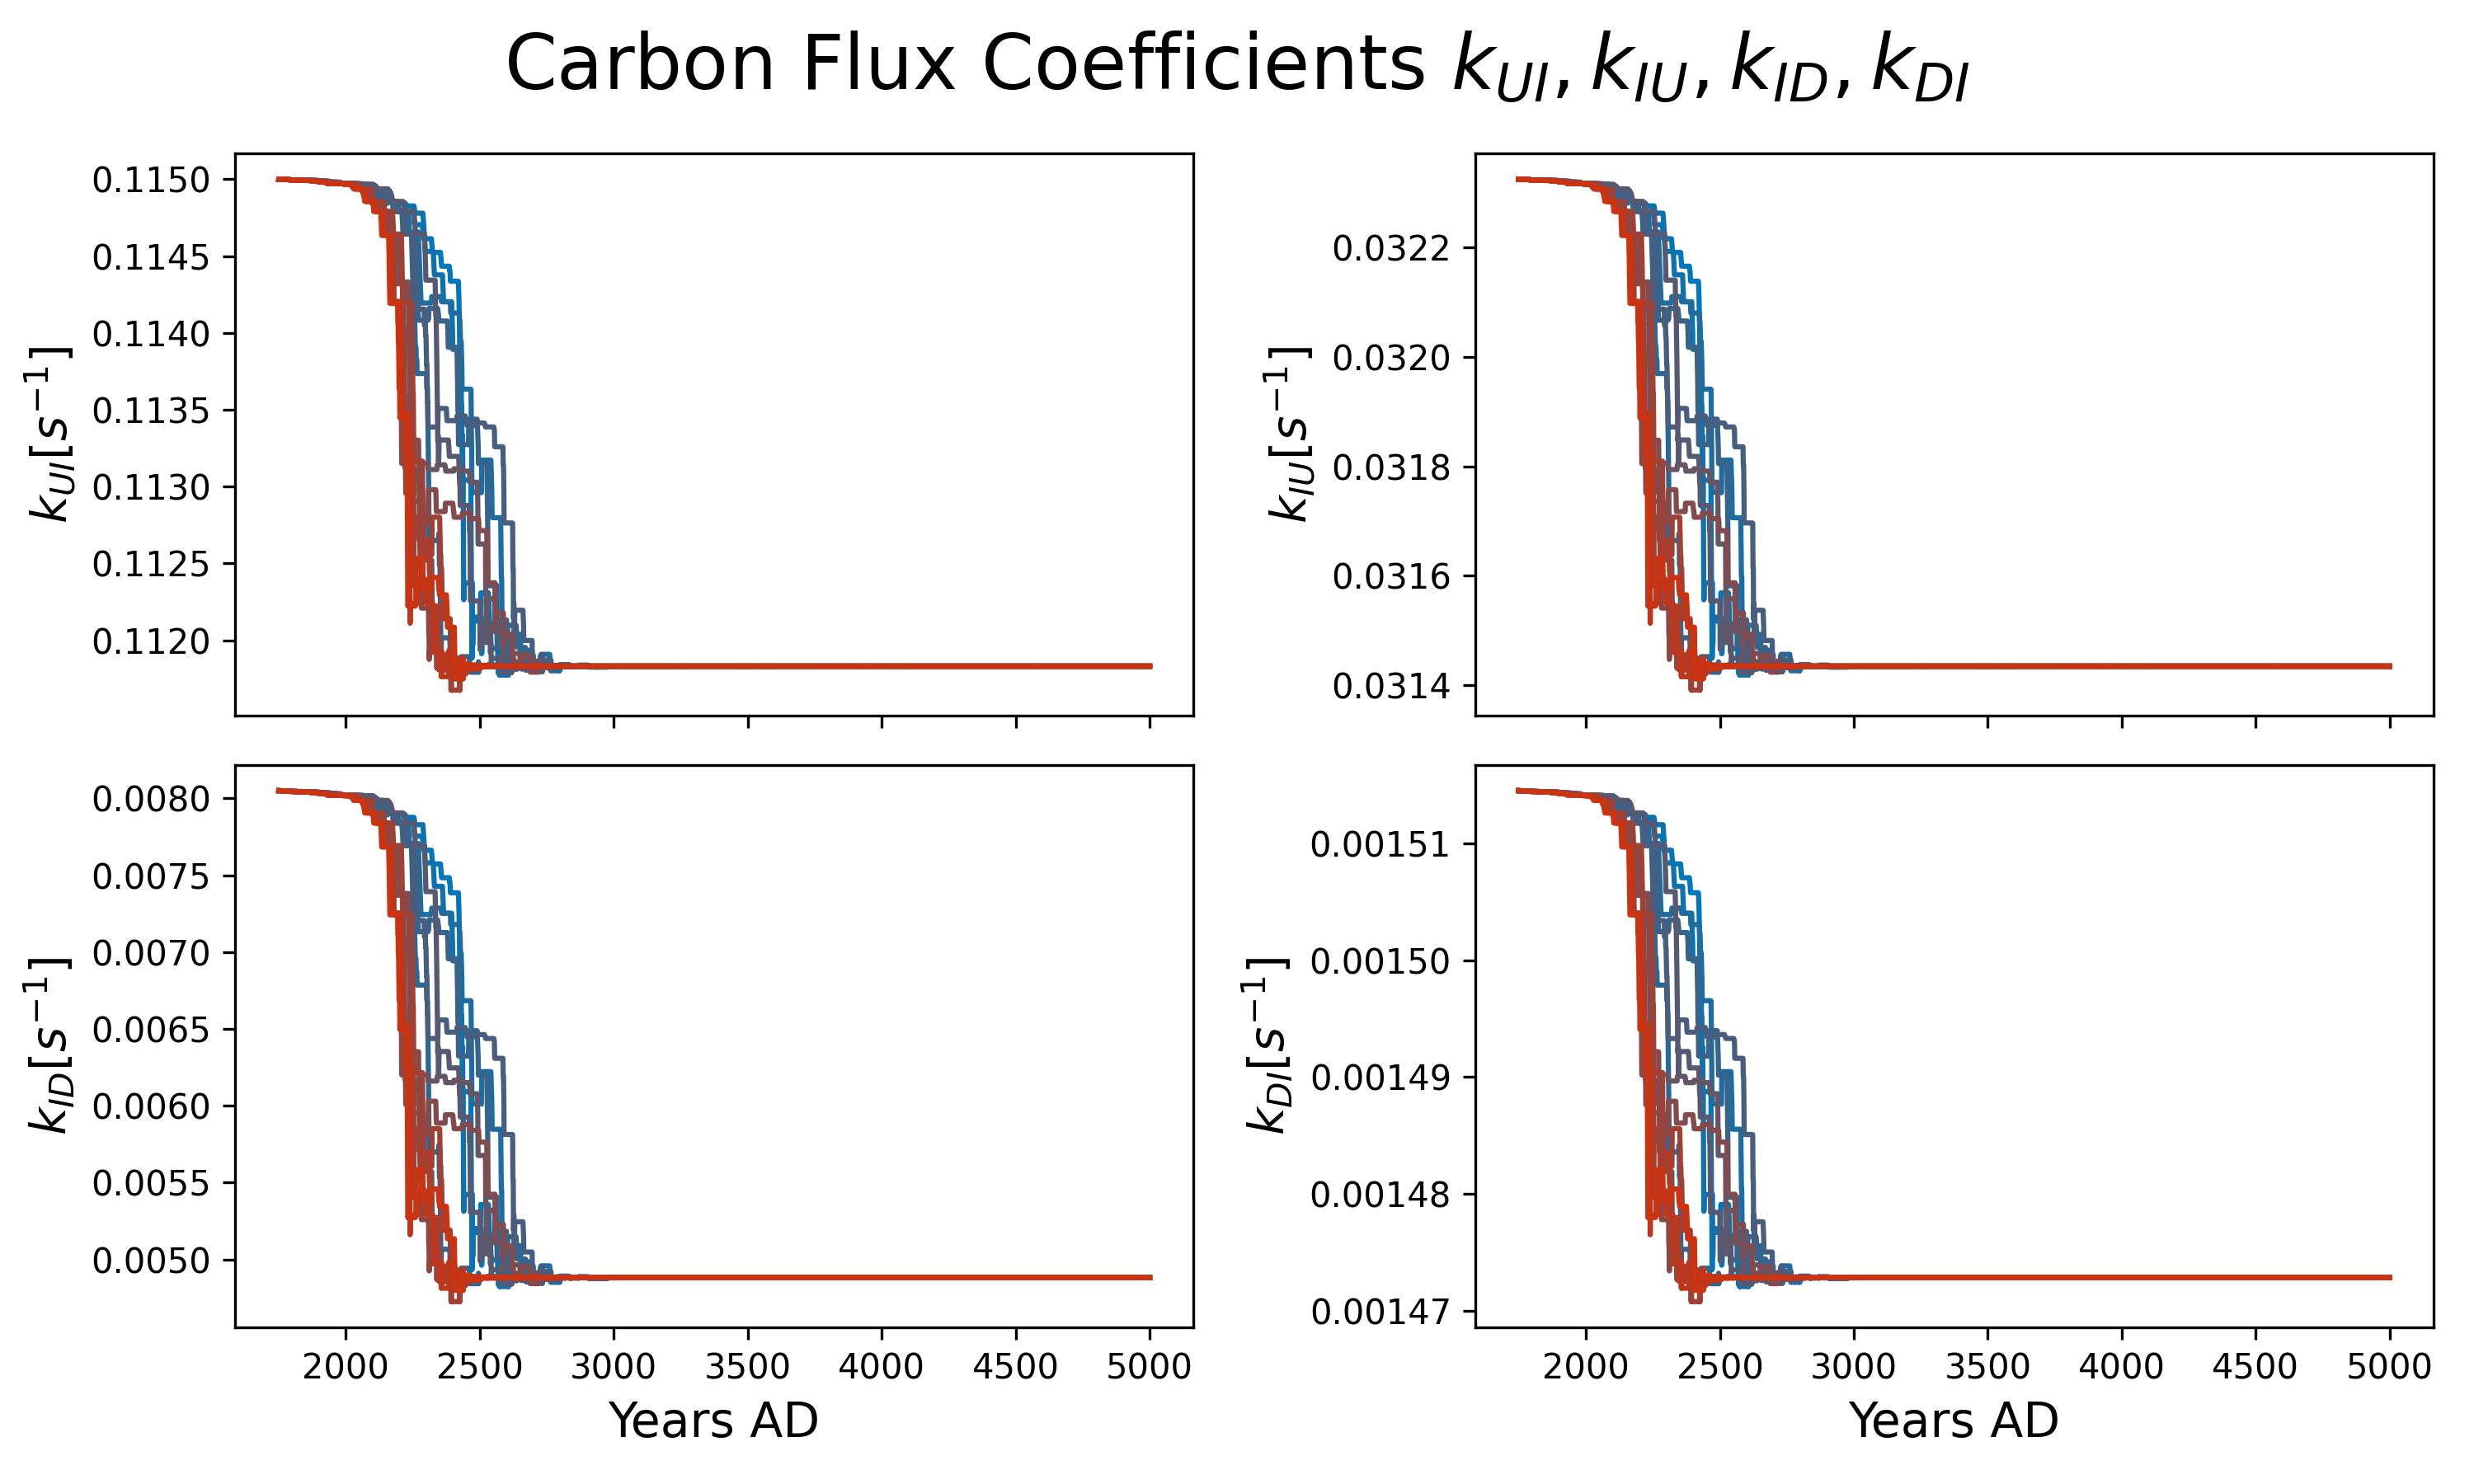 Carbon Flux Coefficients k_UI, k_IU, k_ID, k_DI
k_UI[s⁻¹]
0.1150
0.1145
0.1140
0.1135
0.1130
0.1125
0.1120
k_IU[s⁻¹]
0.0322
0.0320
0.0318
0.0316
0.0314
k_ID[s⁻¹]
0.0080
0.0075
0.0070
0.0065
0.0060
0.0055
0.0050
2000 2500 3000 3500 4000 4500 5000
Years AD
k_DI[s⁻¹]
0.00151
0.00150
0.00149
0.00148
0.00147
2000 2500 3000 3500 4000 4500 5000
Years AD